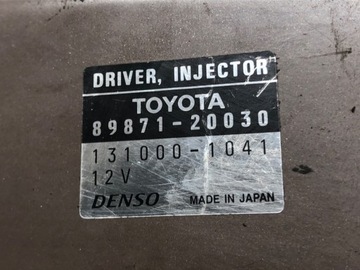 DRIVER, INJECTOR
TOYOTA
89871-20030
131000-1041
12V
DENSO MADE IN JAPAN